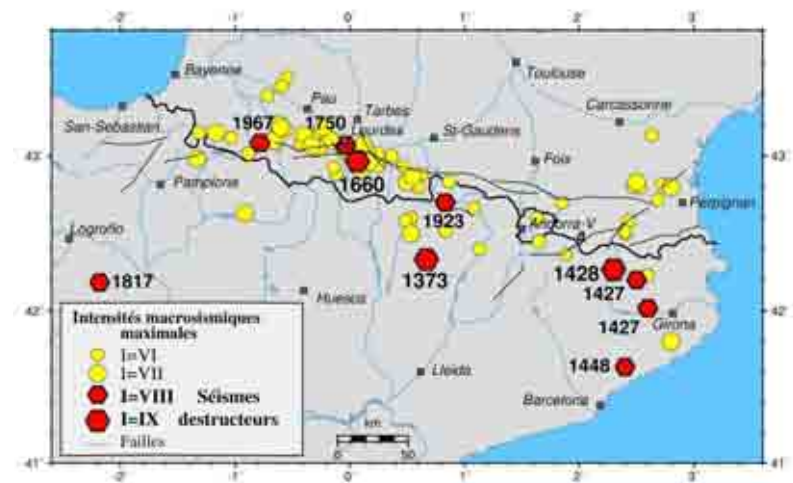 -2 -1 0 1 2 3
Bayonne
Toulouse
Pau
Carcassonne
San-Sebastian
1967
1750
Tarbes
Lourdes
St-Gaudens
43 43
Foix
Pamplona
1660
Perpignan
Logroño
1923
Andorra-V
1817
1373
1428
1427
Huesca
42 42
1427
Girona
Intensités macrosismiques
maximales
I=VI
I=VII
I=VIII Séismes
I=IX destructeurs
Failles
1448
Lleida
Barcelona
km
0 50
41˚ 41˚
-2 -1 0 1 2 3